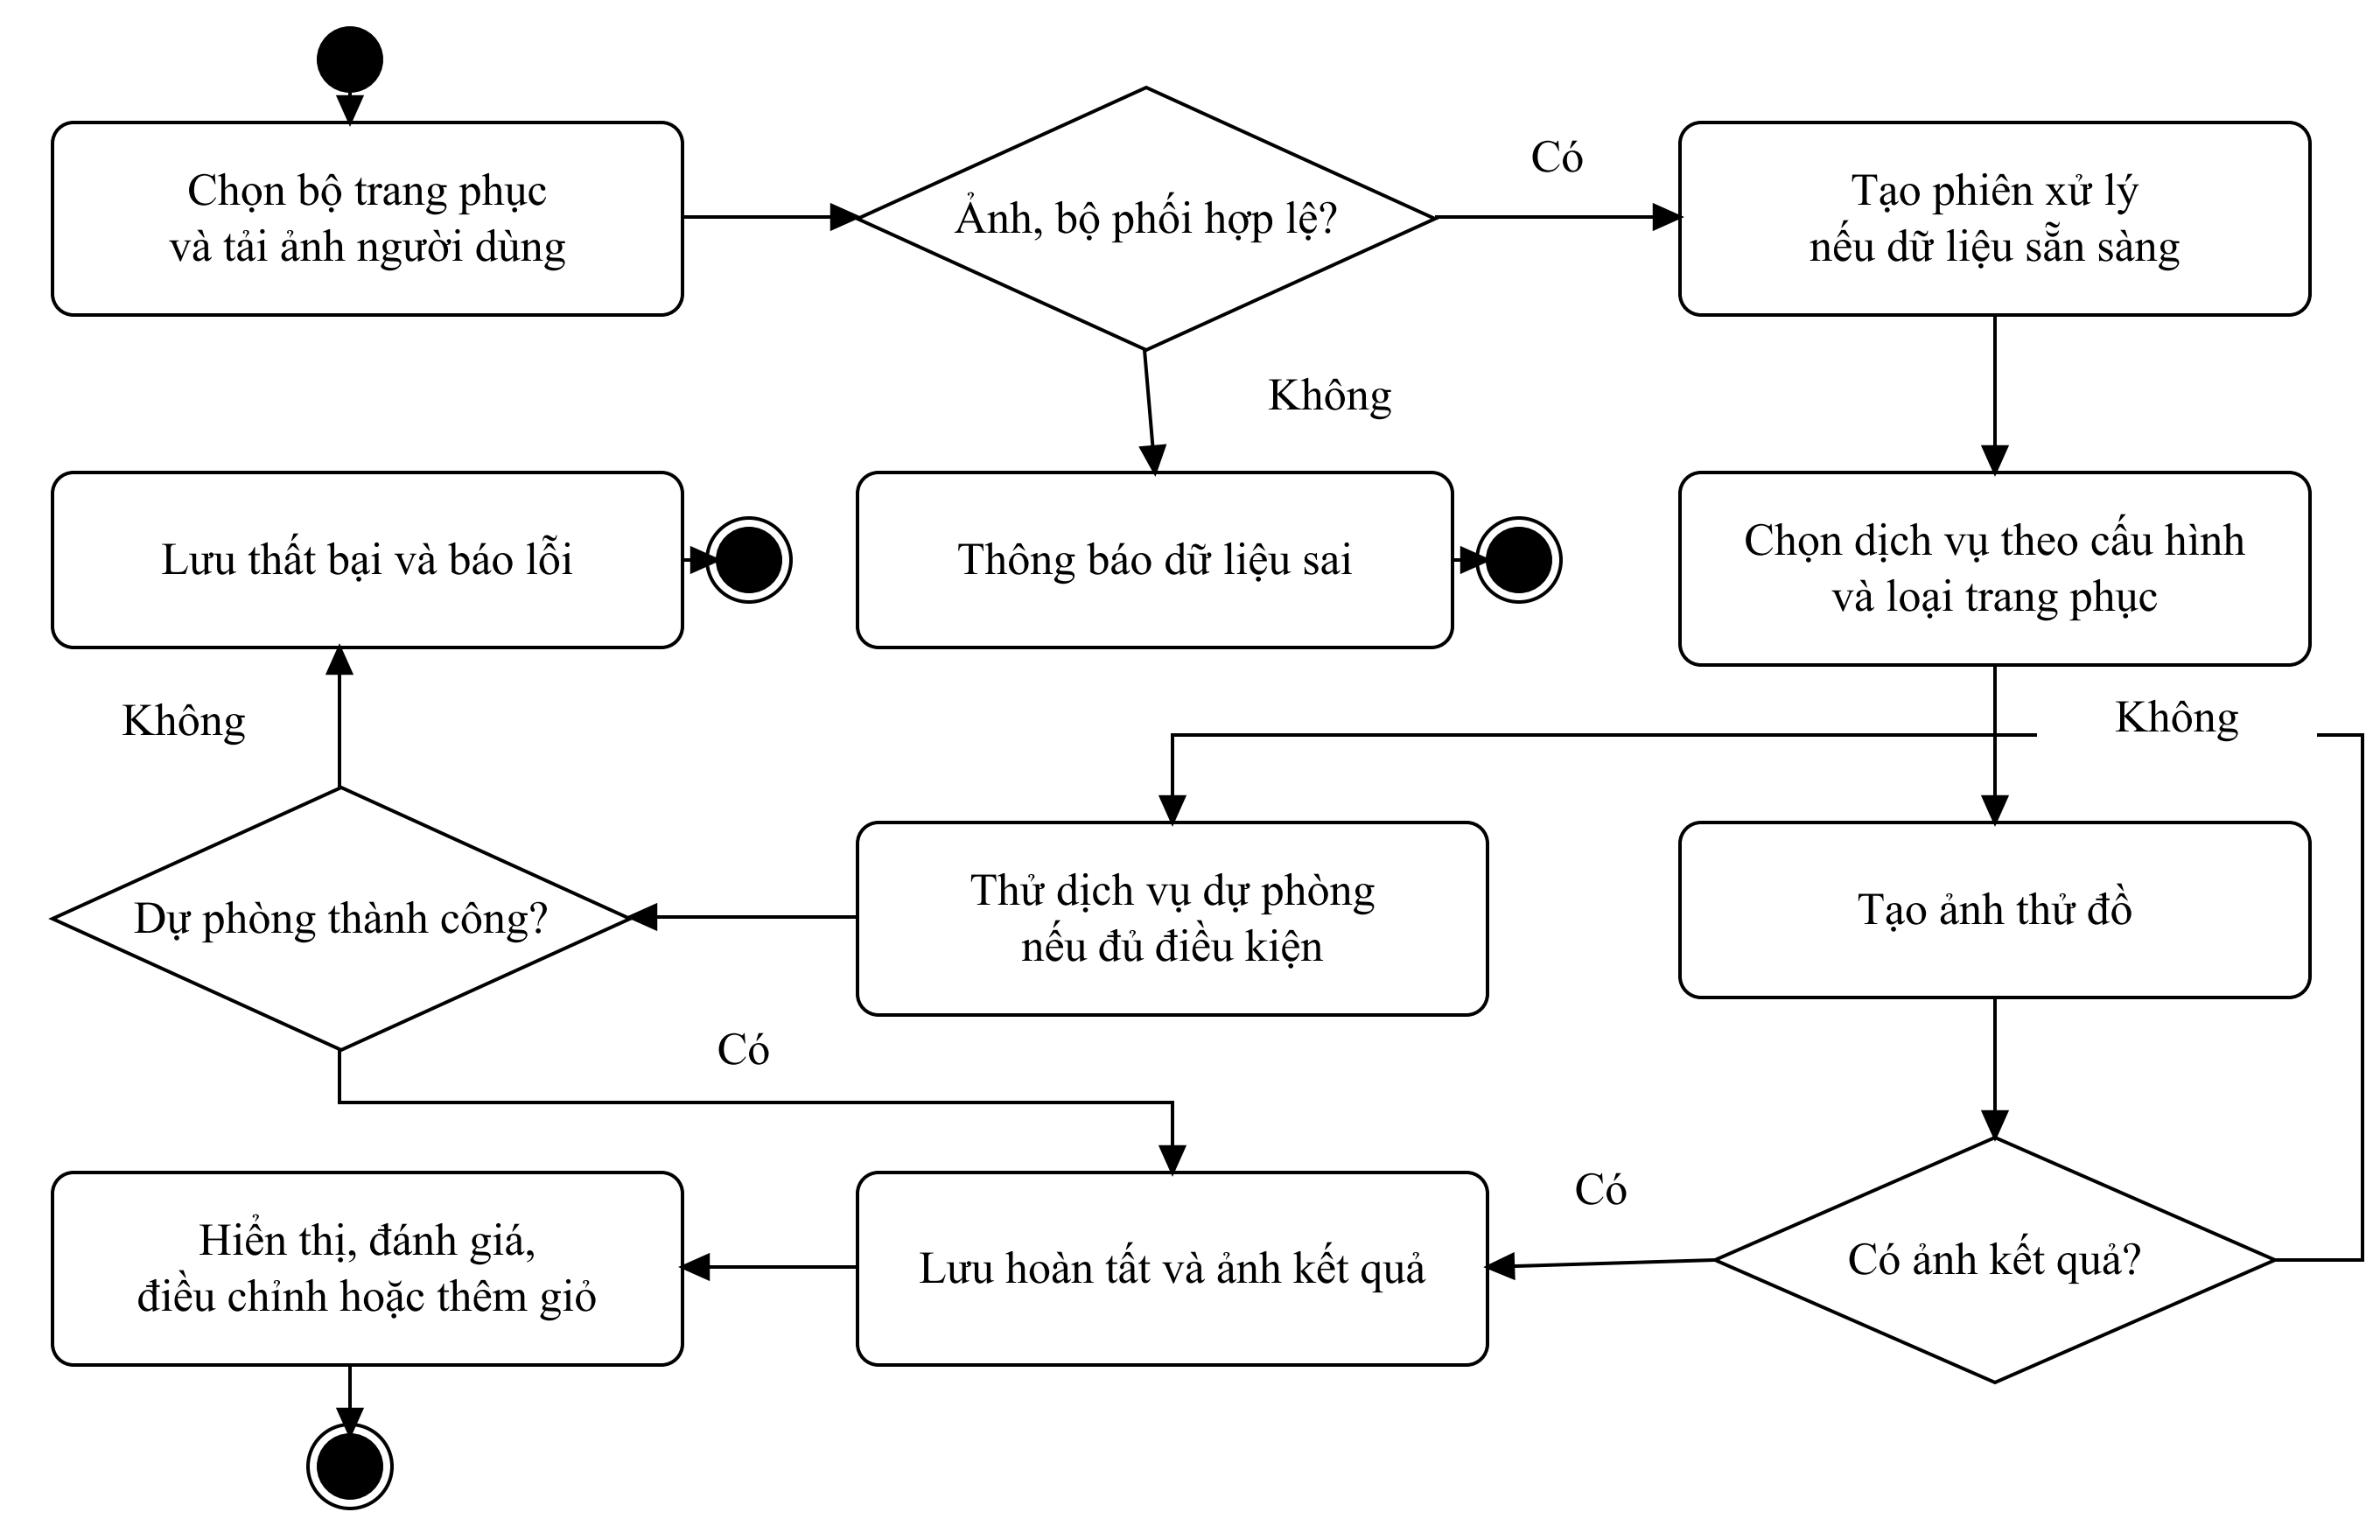 Chọn bộ trang phục
và tải ảnh người dùng
Ảnh, bộ phối hợp lệ?
Có
Tạo phiên xử lý
nếu dữ liệu sẵn sàng
Không
Lưu thất bại và báo lỗi
Thông báo dữ liệu sai
Chọn dịch vụ theo cấu hình
và loại trang phục
Không
Không
Dự phòng thành công?
Thử dịch vụ dự phòng
nếu đủ điều kiện
Tạo ảnh thử đồ
Có
Hiển thị, đánh giá,
điều chỉnh hoặc thêm giỏ
Lưu hoàn tất và ảnh kết quả
Có
Có ảnh kết quả?